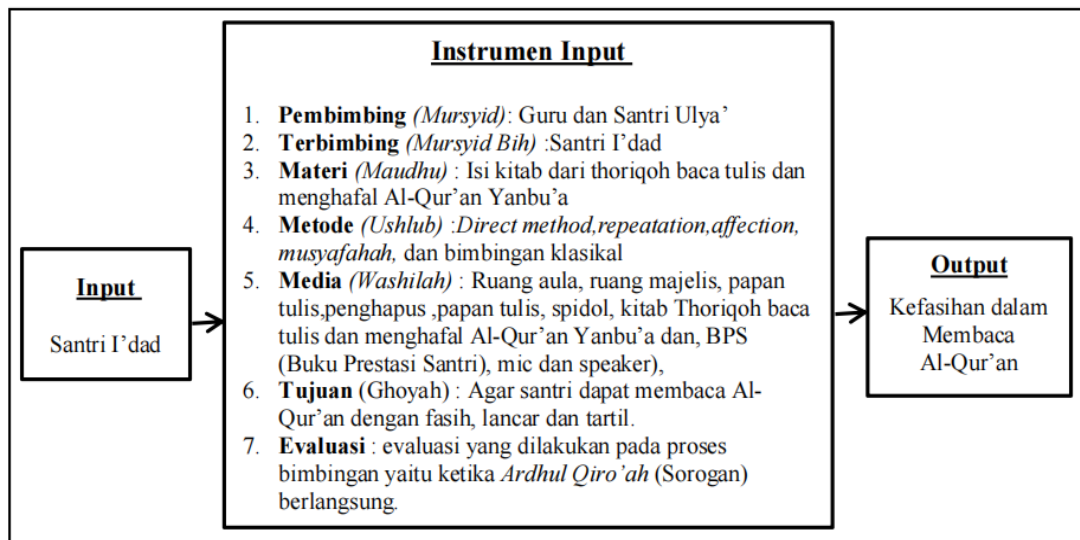 Input
Santri I’dad
Instrumen Input
1. Pembimbing (Mursyid): Guru dan Santri Ulya’
2. Terbimbing (Mursyid Bih) :Santri I’dad
3. Materi (Maudhu) : Isi kitab dari thoriqoh baca tulis dan
menghafal Al-Qur’an Yanbu’a
4. Metode (Ushlub) :Direct method,repeatation,affection,
musyafahah, dan bimbingan klasikal
5. Media (Washilah) : Ruang aula, ruang majelis, papan
tulis,penghapus ,papan tulis, spidol, kitab Thoriqoh baca
tulis dan menghafal Al-Qur’an Yanbu’a dan, BPS
(Buku Prestasi Santri), mic dan speaker),
6. Tujuan (Ghoyah) : Agar santri dapat membaca Al-
Qur’an dengan fasih, lancar dan tartil.
7. Evaluasi : evaluasi yang dilakukan pada proses
bimbingan yaitu ketika Ardhul Qiro’ah (Sorogan)
berlangsung.
Output
Kefasihan dalam
Membaca
Al-Qur’an